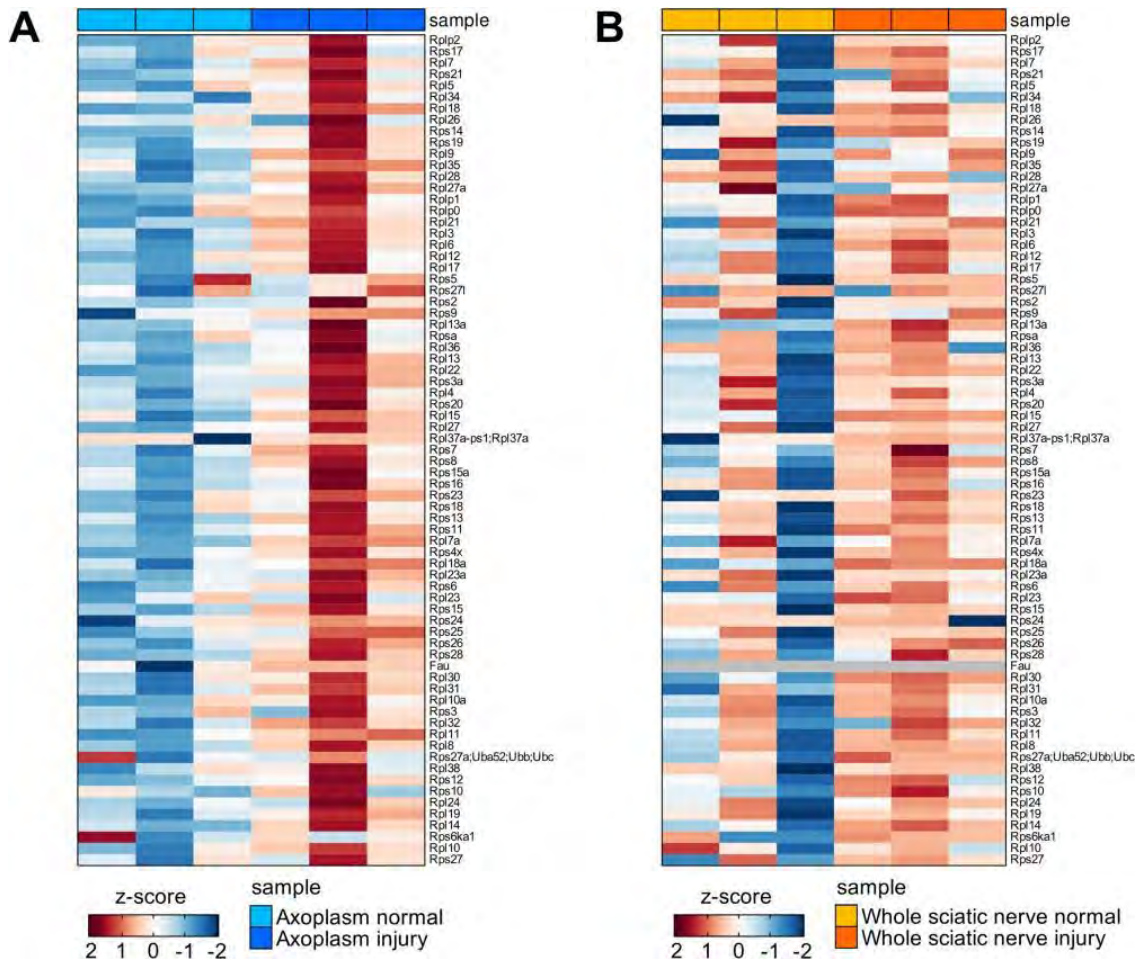 A
sample
Rplp2
Rps17
Rpl7
Rps21
Rpl5
Rpl34
Rpl18
Rpl26
Rps14
Rps19
Rpl9
Rpl35
Rpl28
Rpl27a
Rplp1
Rplp0
Rpl21
Rpl3
Rpl6
Rpl12
Rpl17
Rps5
Rps27l
Rps2
Rps9
Rpl13a
Rpsa
Rpl36
Rpl13
Rpl22
Rps3a
Rpl4
Rps20
Rpl15
Rpl27
Rpl37a-ps1;Rpl37a
Rps7
Rps8
Rps15a
Rps16
Rps23
Rps18
Rps13
Rps11
Rpl7a
Rps4x
Rpl18a
Rpl23a
Rps6
Rpl23
Rps15
Rps24
Rps25
Rps26
Rps28
Fau
Rpl30
Rpl31
Rpl10a
Rps3
Rpl32
Rpl11
Rpl8
Rps27a;Uba52;Ubb;Ubc
Rpl38
Rps12
Rps10
Rpl24
Rpl19
Rpl14
Rps6ka1
Rpl10
Rps27
z-score
2 1 0 -1 -2
sample
Axoplasm normal
Axoplasm injury
B
sample
Rplp2
Rps17
Rpl7
Rps21
Rpl5
Rpl34
Rpl18
Rpl26
Rps14
Rps19
Rpl9
Rpl35
Rpl28
Rpl27a
Rplp1
Rplp0
Rpl21
Rpl3
Rpl6
Rpl12
Rpl17
Rps5
Rps27l
Rps2
Rps9
Rpl13a
Rpsa
Rpl36
Rpl13
Rpl22
Rps3a
Rpl4
Rps20
Rpl15
Rpl27
Rpl37a-ps1;Rpl37a
Rps7
Rps8
Rps15a
Rps16
Rps23
Rps18
Rps13
Rps11
Rpl7a
Rps4x
Rpl18a
Rpl23a
Rps6
Rpl23
Rps15
Rps24
Rps25
Rps26
Rps28
Fau
Rpl30
Rpl31
Rpl10a
Rps3
Rpl32
Rpl11
Rpl8
Rps27a;Uba52;Ubb;Ubc
Rpl38
Rps12
Rps10
Rpl24
Rpl19
Rpl14
Rps6ka1
Rpl10
Rps27
z-score
2 1 0 -1 -2
sample
Whole sciatic nerve normal
Whole sciatic nerve injury